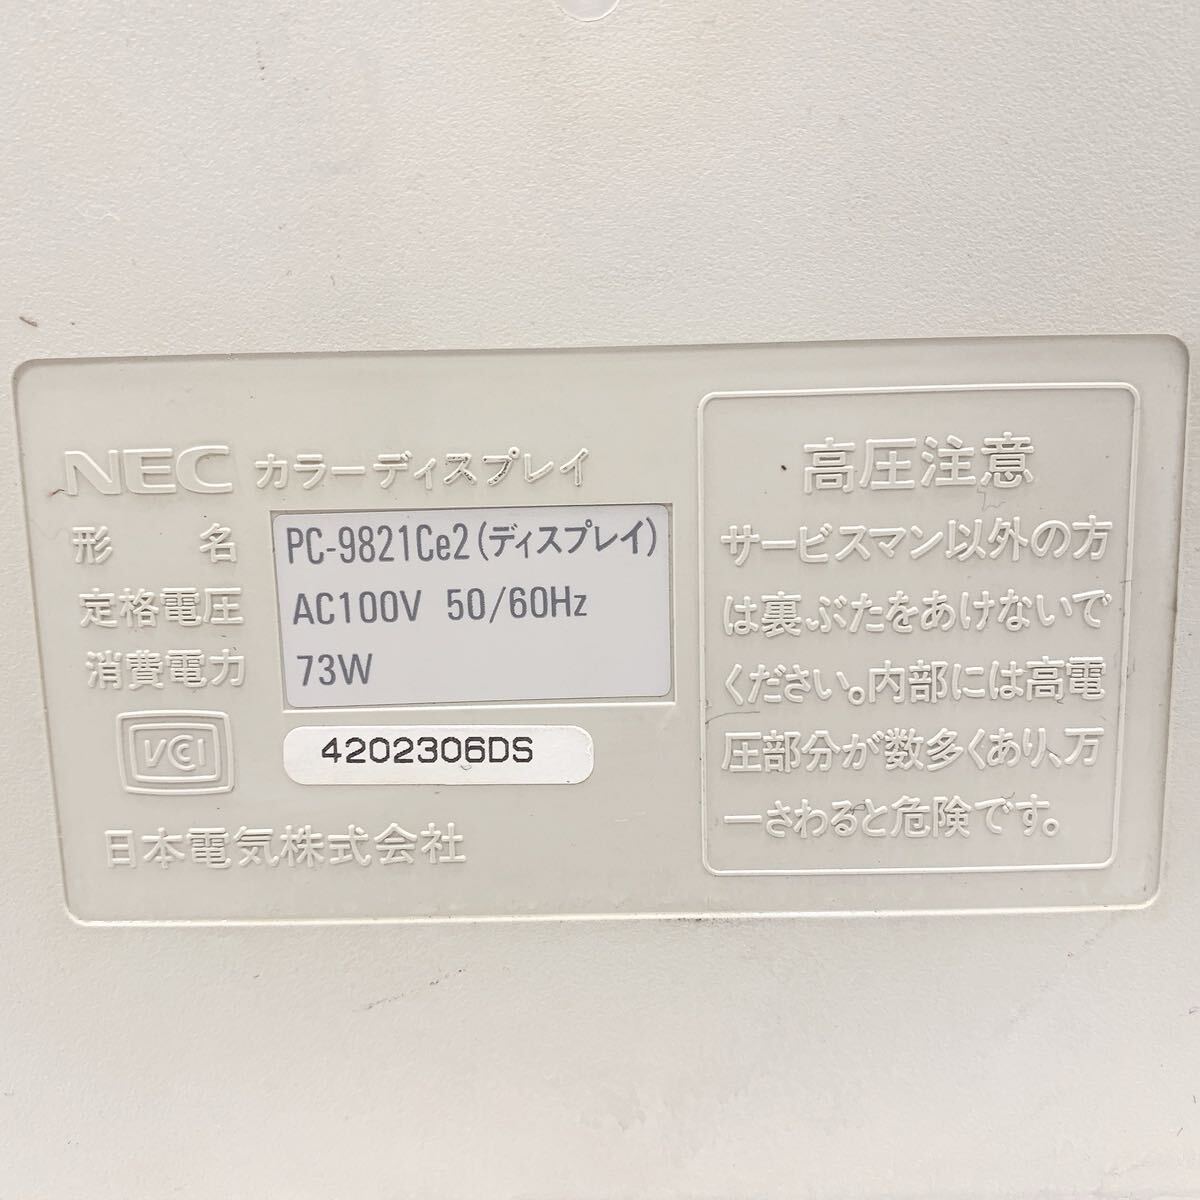 NEC カラーディスプレイ
形名 PC-9821Ce2(ディスプレイ)
定格電圧 AC100V 50/60Hz
消費電力 73W
VCI
4202306DS
日本電気株式会社
高圧注意
サービスマン以外の方
は裏ぶたをあけないで
ください。内部には高電
圧部分が数多くあり、万
一さわると危険です。